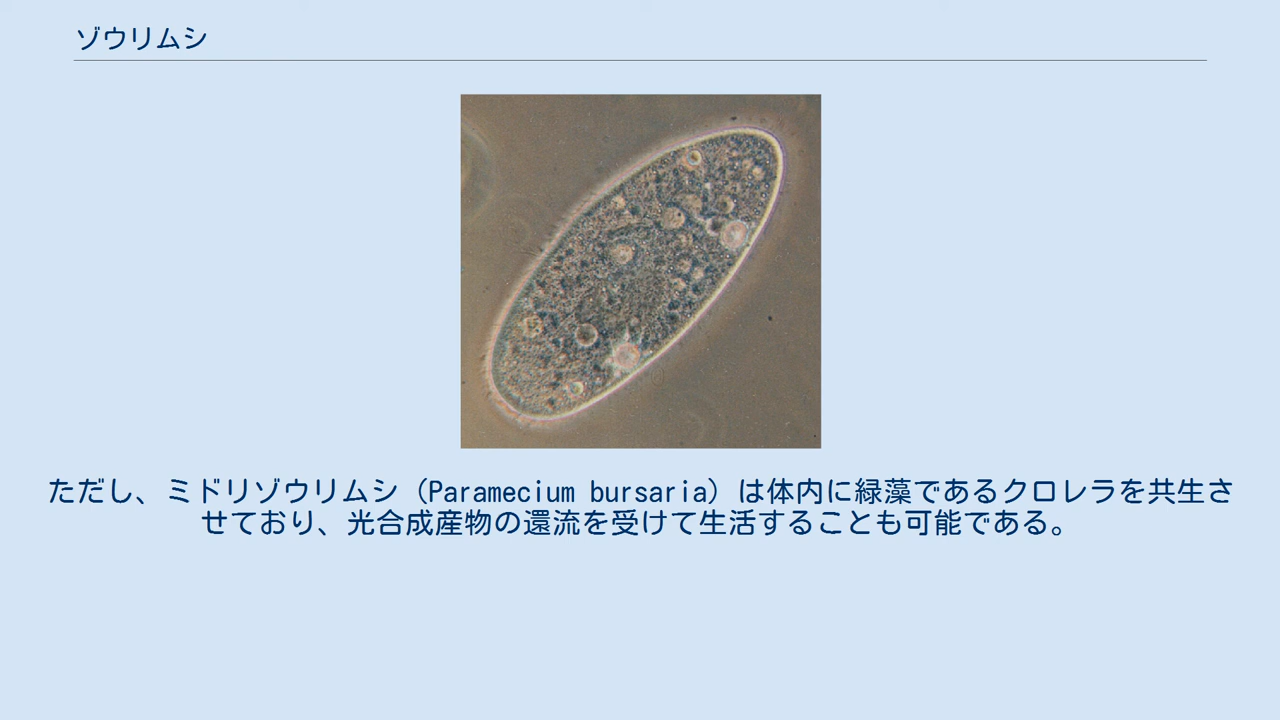 ゾウリムシ
ただし、ミドリゾウリムシ（Paramecium bursaria）は体内に緑藻であるクロレラを共生さ
せており、光合成産物の還流を受けて生活することも可能である。